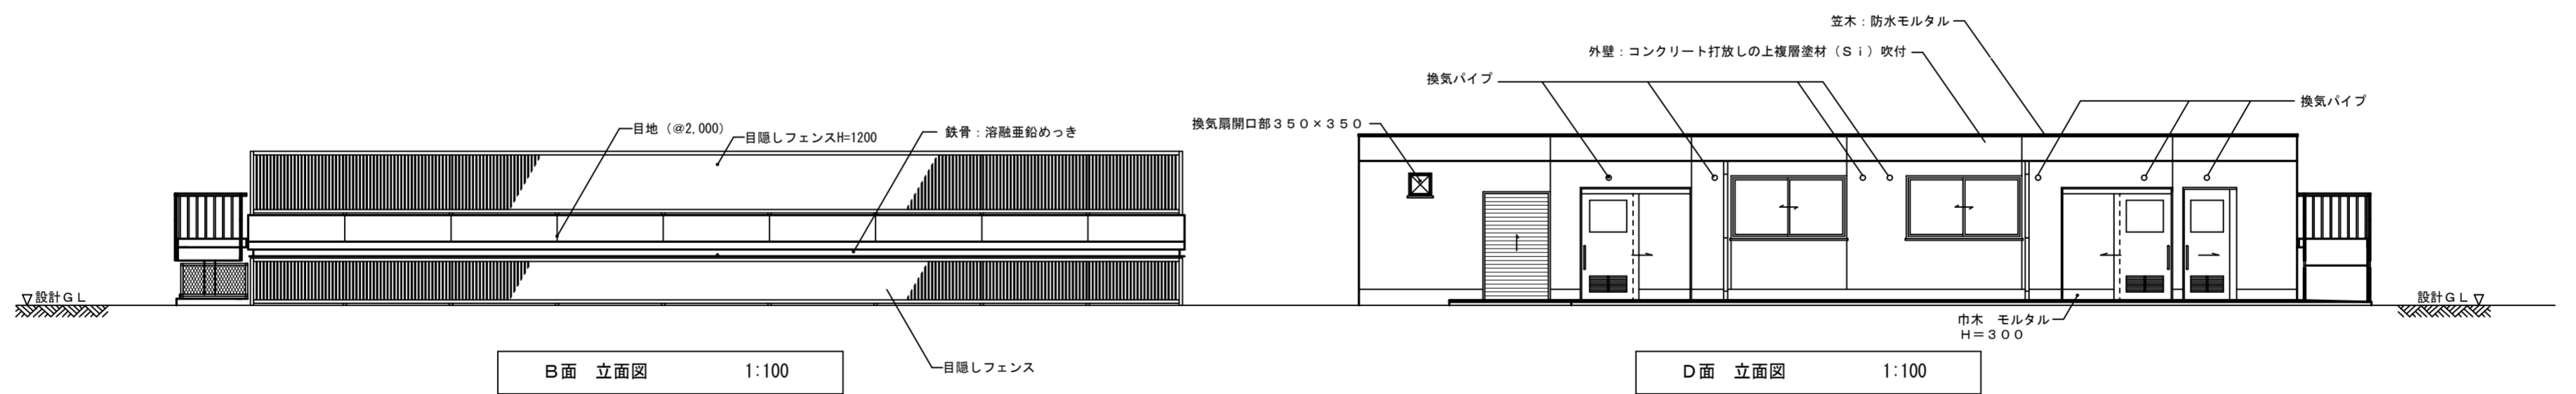 笠木：防水モルタル
外壁：コンクリート打放しの上複層塗材（Ｓｉ）吹付
換気パイプ
換気パイプ
換気扇開口部３５０×３５０
目地（@2,000）
目隠しフェンスH=1200
鉄骨：溶融亜鉛めっき
設計ＧＬ
設計ＧＬ
巾木　モルタル
Ｈ＝３００
目隠しフェンス
Ｂ面　立面図　1:100
Ｄ面　立面図　1:100